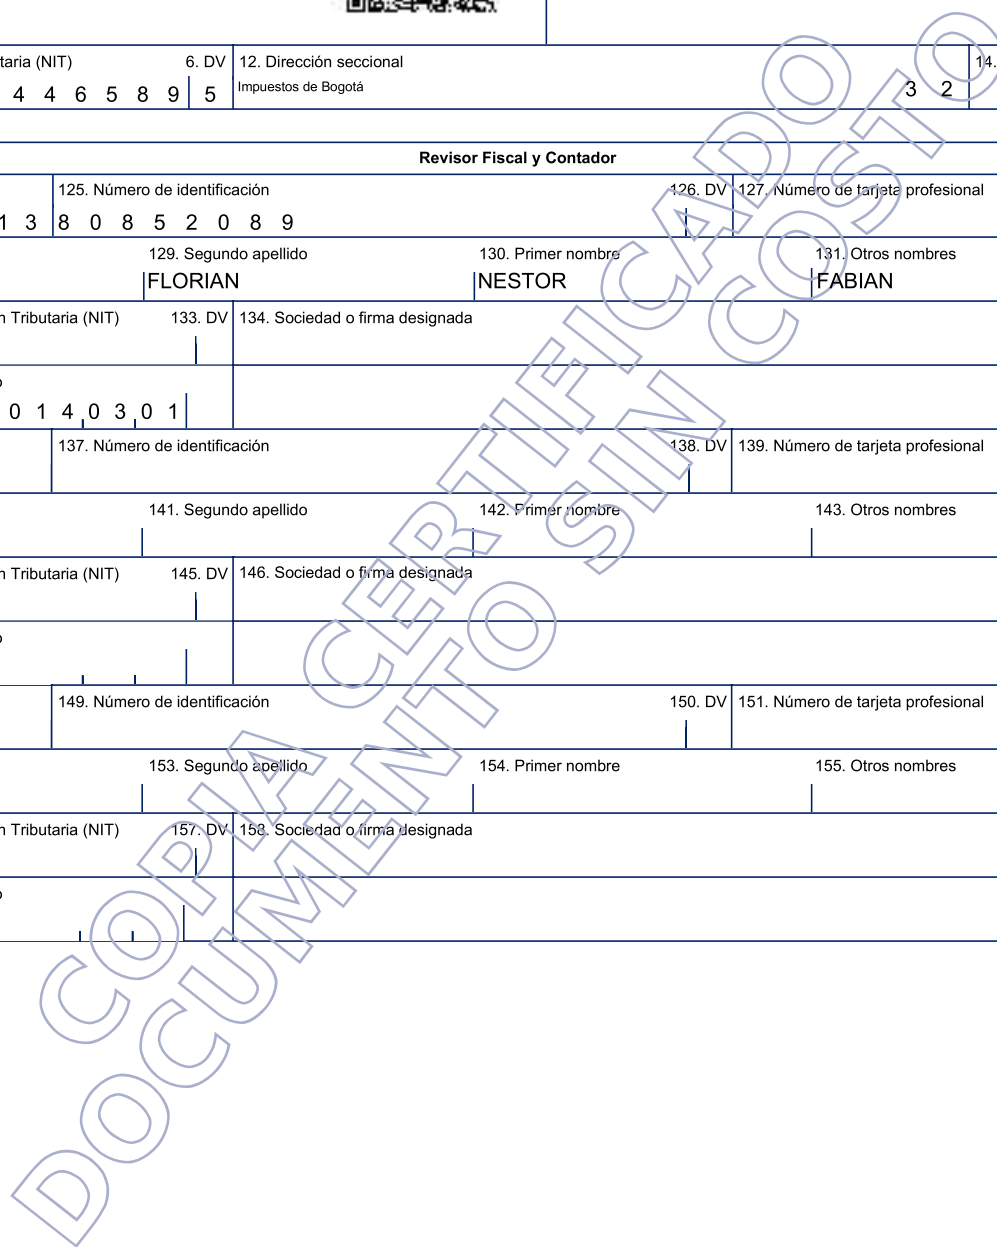 taria (NIT) 6. DV 12. Dirección seccional 14.
4 4 6 5 8 9 5 Impuestos de Bogotá 3 2
Revisor Fiscal y Contador
125. Número de identificación 126. DV 127. Número de tarjeta profesional
1 3 8 0 8 5 2 0 8 9
129. Segundo apellido 130. Primer nombre 131. Otros nombres
FLORIAN NESTOR FABIAN
n Tributaria (NIT) 133. DV 134. Sociedad o firma designada
o
0 1 4 0 3 0 1
137. Número de identificación 138. DV 139. Número de tarjeta profesional
141. Segundo apellido 142. Primer nombre 143. Otros nombres
n Tributaria (NIT) 145. DV 146. Sociedad o firma designada
o
149. Número de identificación 150. DV 151. Número de tarjeta profesional
153. Segundo apellido 154. Primer nombre 155. Otros nombres
n Tributaria (NIT) 157. DV 158. Sociedad o firma designada
o
COPIA CERTIFICADO
DOCUMENTO SIN COSTO